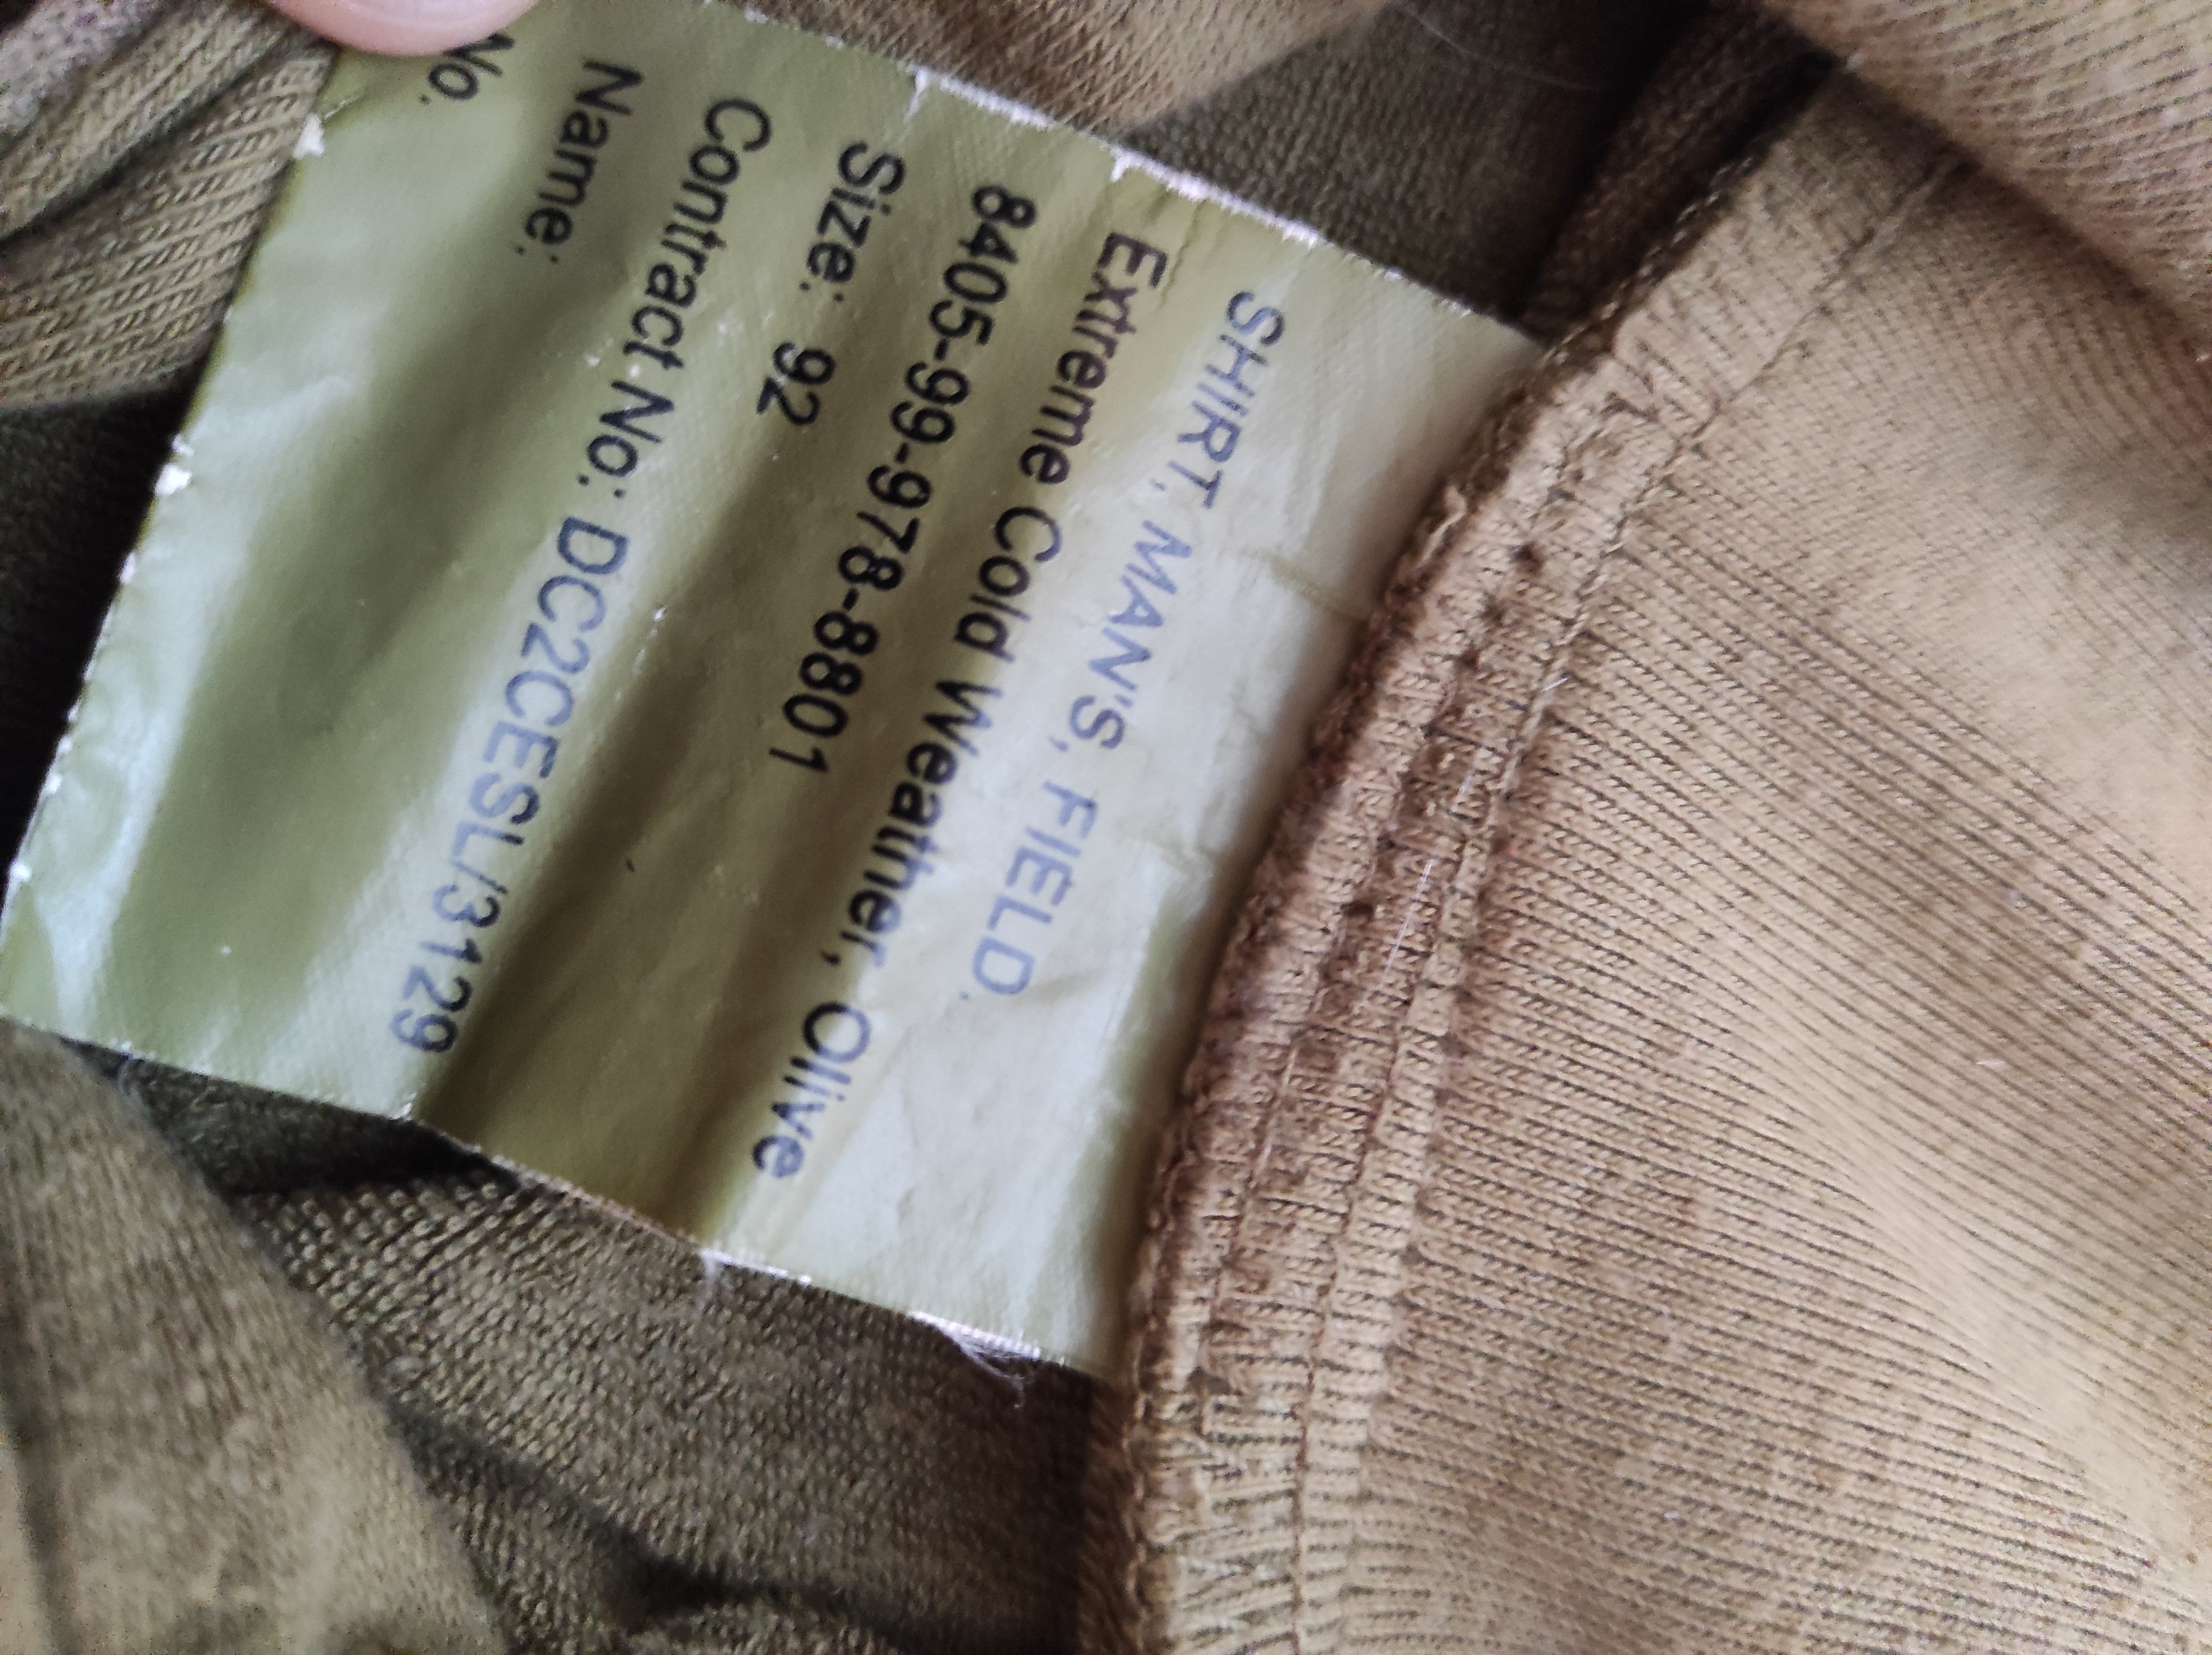 SHIRT, MAN'S, FIELD.
Extreme Cold Weather, Olive
8405-99-978-8801
Size: 92
Contract No: DC2CESL/3129
Name:
No.